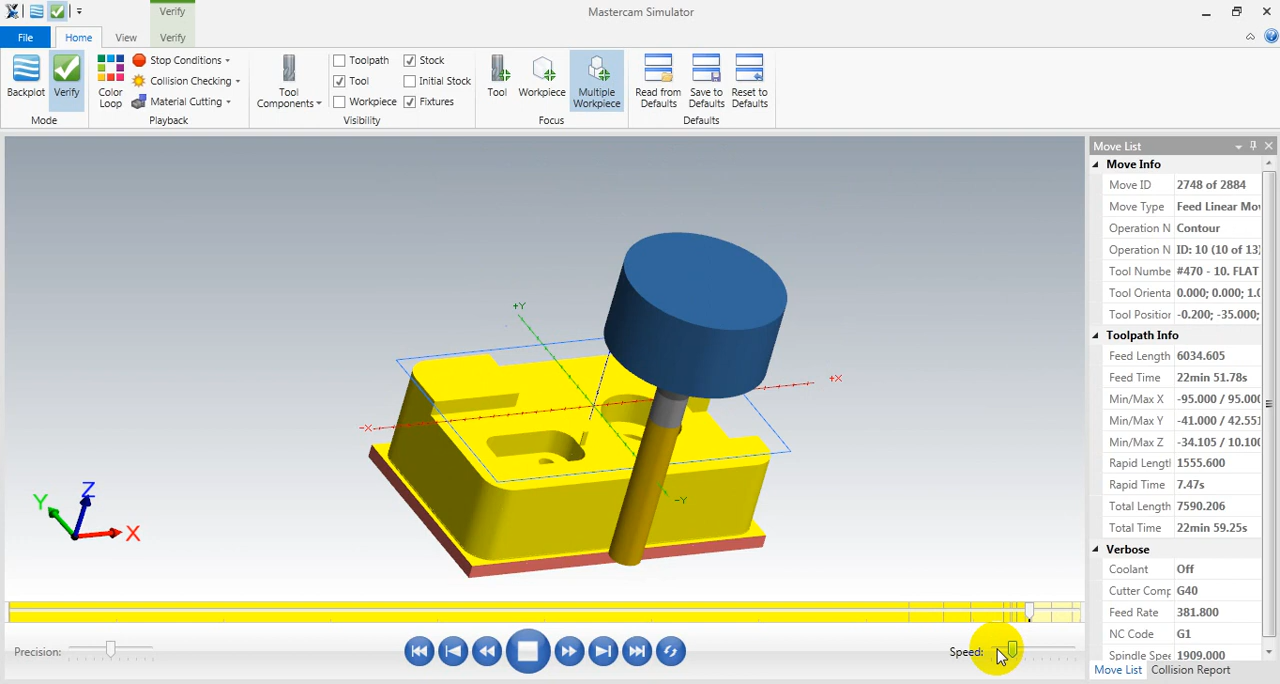 Verify
Mastercam Simulator
File
Home
View
Verify
Backplot
Verify
Mode
Color Loop
Stop Conditions
Collision Checking
Material Cutting
Playback
Tool Components
Toolpath
Tool
Workpiece
Stock
Initial Stock
Fixtures
Visibility
Tool
Workpiece
Multiple Workpiece
Focus
Read from Defaults
Save to Defaults
Reset to Defaults
Defaults
+Y
+X
-X
-Y
Z
Y
X
Move List
Move Info
Move ID 2748 of 2884
Move Type Feed Linear Mo
Operation N Contour
Operation N ID: 10 (10 of 13)
Tool Numbe #470 - 10. FLAT
Tool Orienta 0.000; 0.000; 1.0
Tool Position -0.200; -35.000;
Toolpath Info
Feed Length 6034.605
Feed Time 22min 51.78s
Min/Max X -95.000 / 95.000
Min/Max Y -41.000 / 42.551
Min/Max Z -34.105 / 10.100
Rapid Lengt 1555.600
Rapid Time 7.47s
Total Length 7590.206
Total Time 22min 59.25s
Verbose
Coolant Off
Cutter Comp G40
Feed Rate 381.800
NC Code G1
Spindle Spee 1909.000
Move List
Collision Report
Precision:
Speed: